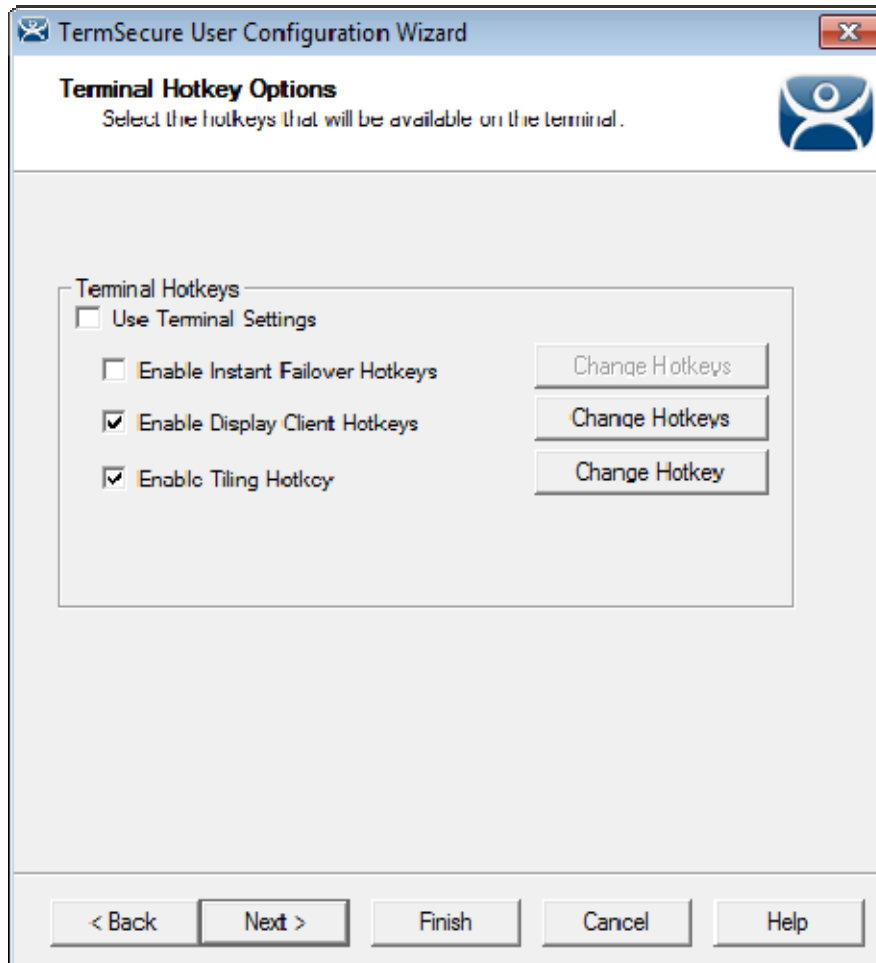 TermSecure User Configuration Wizard
Terminal Hotkey Options
Select the hotkeys that will be available on the terminal.
Terminal Hotkeys
Use Terminal Settings
Enable Instant Failover Hotkeys
Change Hotkeys
Enable Display Client Hotkeys
Change Hotkeys
Enable Tiling Hotkey
Change Hotkey
< Back
Next >
Finish
Cancel
Help